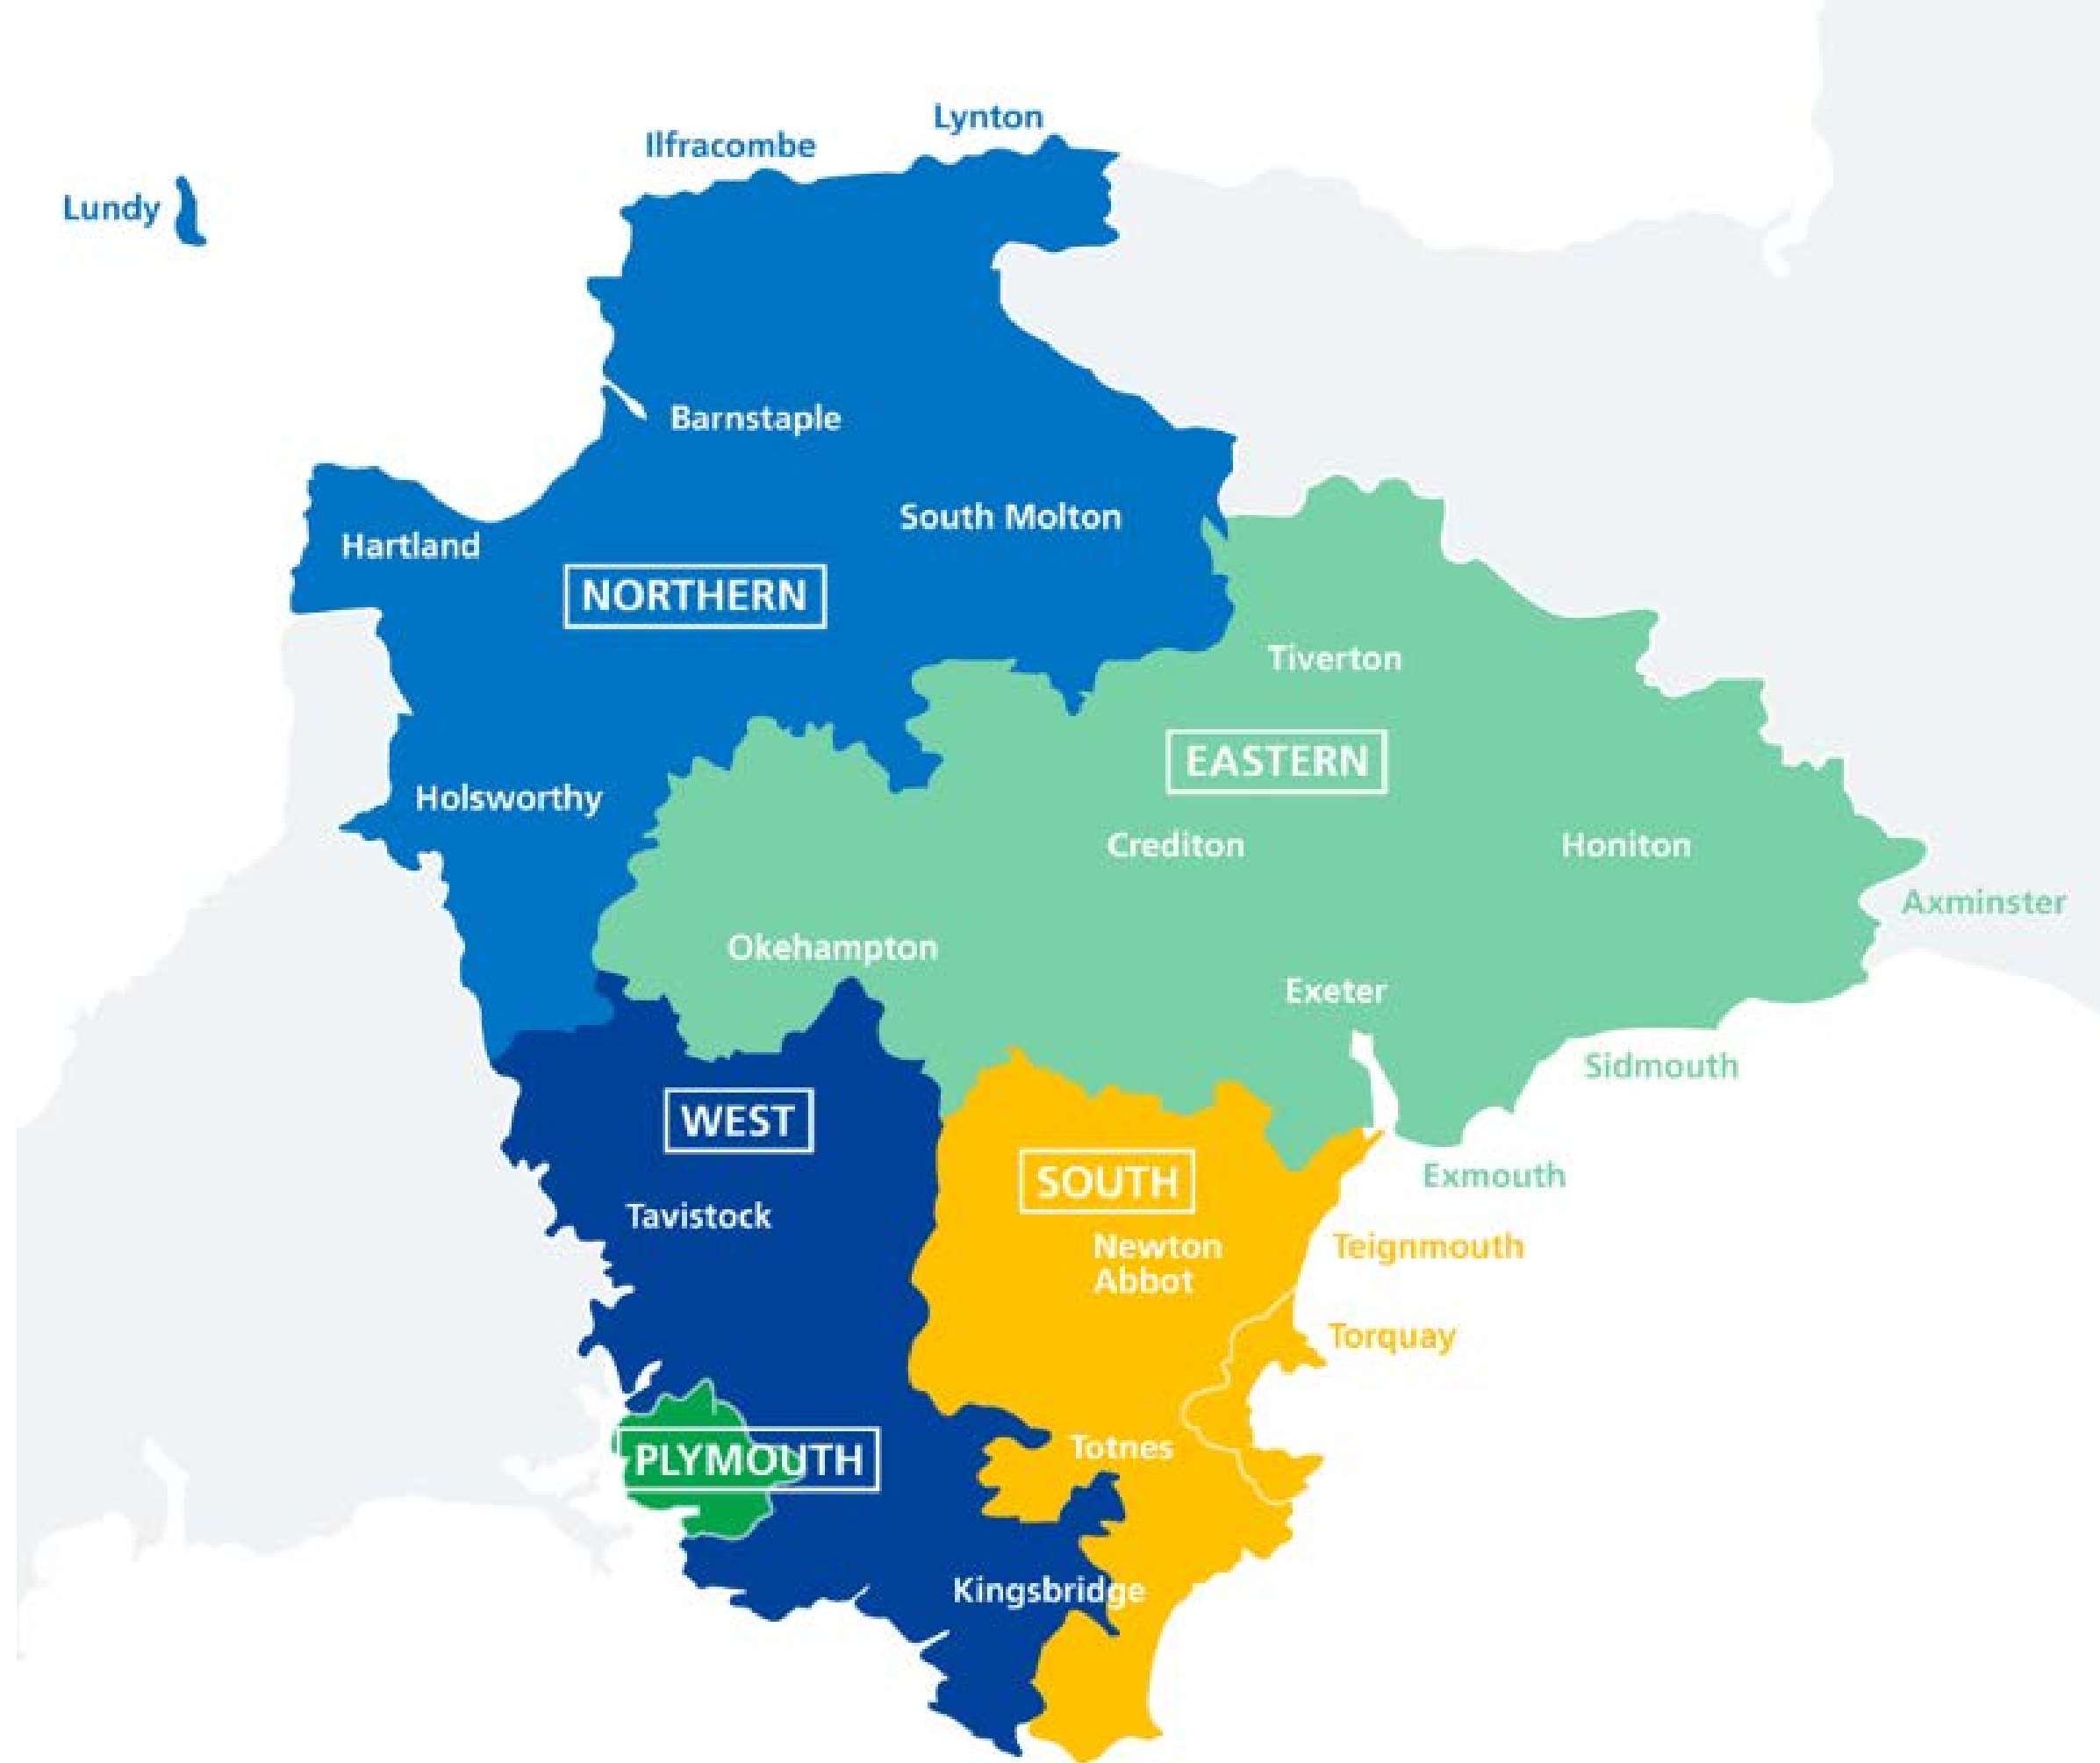 Lynton
Ilfracombe
Lundy
Barnstaple
South Molton
Hartland
NORTHERN
Tiverton
EASTERN
Holsworthy
Crediton
Honiton
Axminster
Okehampton
Exeter
Sidmouth
WEST
SOUTH
Exmouth
Tavistock
Newton
Abbot
Teignmouth
Torquay
Totnes
PLYMOUTH
Kingsbridge